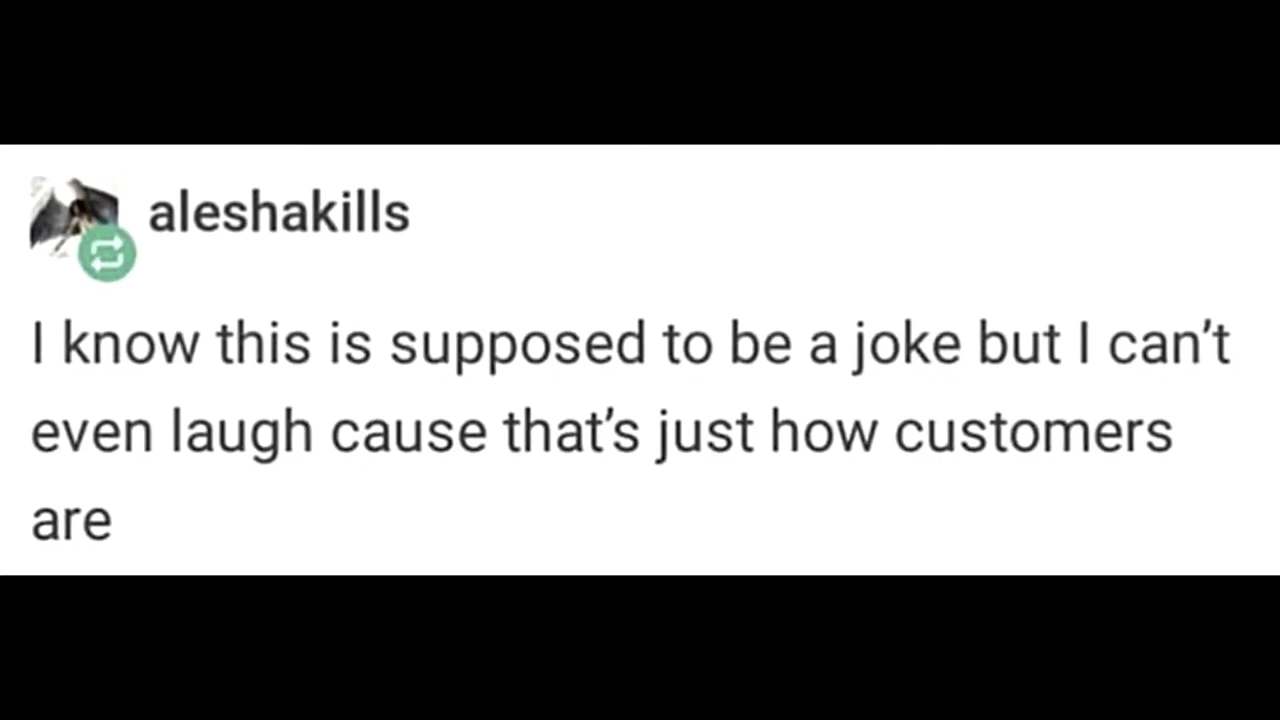 aleshakills
I know this is supposed to be a joke but I can’t
even laugh cause that’s just how customers
are